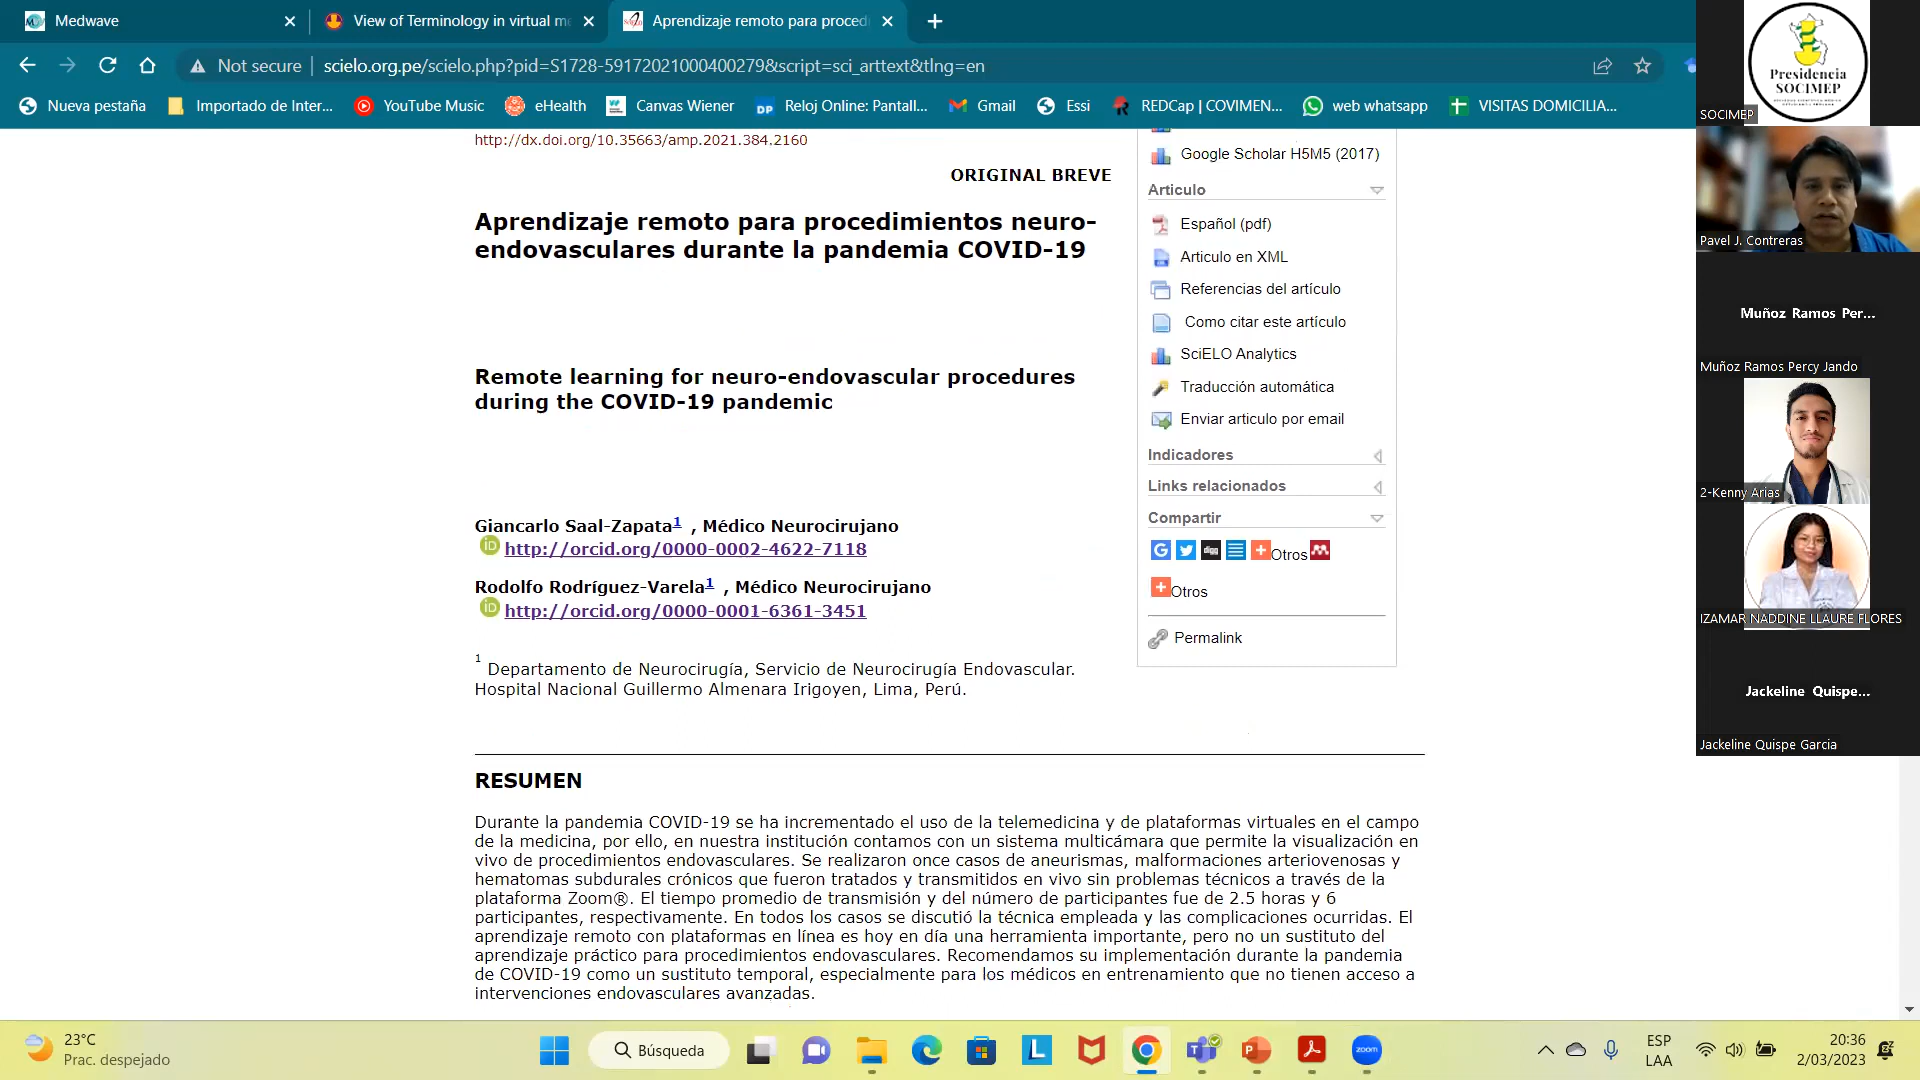 Medwave
View of Terminology in virtual m
Aprendizaje remoto para proced
Not secure
scielo.org.pe/scielo.php?pid=S1728-59172021000400279&script=sci_arttext&tlng=en
Nueva pestaña
Importado de Inter...
YouTube Music
eHealth
Canvas Wiener
DP
Reloj Online: Pantall...
Gmail
Essi
REDCap | COVIMEN...
web whatsapp
VISITAS DOMICILIA...
http://dx.doi.org/10.35663/amp.2021.384.2160
ORIGINAL BREVE
Aprendizaje remoto para procedimientos neuro-
endovasculares durante la pandemia COVID-19
Remote learning for neuro-endovascular procedures
during the COVID-19 pandemic
Giancarlo Saal-Zapata1 , Médico Neurocirujano
iD http://orcid.org/0000-0002-4622-7118
Rodolfo Rodríguez-Varela1 , Médico Neurocirujano
iD http://orcid.org/0000-0001-6361-3451
1 Departamento de Neurocirugía, Servicio de Neurocirugía Endovascular.
Hospital Nacional Guillermo Almenara Irigoyen, Lima, Perú.
RESUMEN
Durante la pandemia COVID-19 se ha incrementado el uso de la telemedicina y de plataformas virtuales en el campo
de la medicina, por ello, en nuestra institución contamos con un sistema multicámara que permite la visualización en
vivo de procedimientos endovasculares. Se realizaron once casos de aneurismas, malformaciones arteriovenosas y
hematomas subdurales crónicos que fueron tratados y transmitidos en vivo sin problemas técnicos a través de la
plataforma Zoom®. El tiempo promedio de transmisión y del número de participantes fue de 2.5 horas y 6
participantes, respectivamente. En todos los casos se discutió la técnica empleada y las complicaciones ocurridas. El
aprendizaje remoto con plataformas en línea es hoy en día una herramienta importante, pero no un sustituto del
aprendizaje práctico para procedimientos endovasculares. Recomendamos su implementación durante la pandemia
de COVID-19 como un sustituto temporal, especialmente para los médicos en entrenamiento que no tienen acceso a
intervenciones endovasculares avanzadas.
Google Scholar H5M5 (2017)
Articulo
Español (pdf)
Articulo en XML
Referencias del artículo
Como citar este artículo
SciELO Analytics
Traducción automática
Enviar articulo por email
Indicadores
Links relacionados
Compartir
digg
Otros
Otros
Permalink
Presidencia
SOCIMEP
SOCIMEP
Pavel J. Contreras
Muñoz Ramos Per...
Muñoz Ramos Percy Jando
2-Kenny Arias
IZAMAR NADDINE LLAURE FLORES
Jackeline Quispe...
Jackeline Quispe Garcia
23°C
Prac. despejado
Búsqueda
L
zoom
ESP
LAA
20:36
2/03/2023